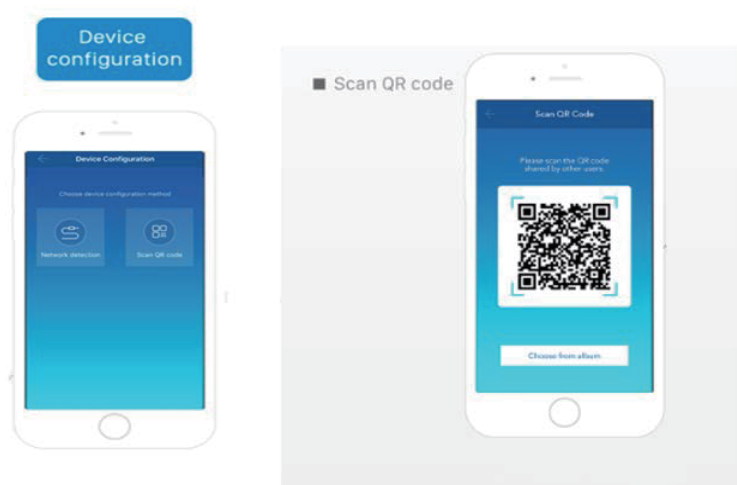 Device
configuration
Device Configuration
Choose device configuration method
Network detection
Scan QR code
■ Scan QR code
Scan QR Code
Please scan the QR code
shared by other users.
Choose from album